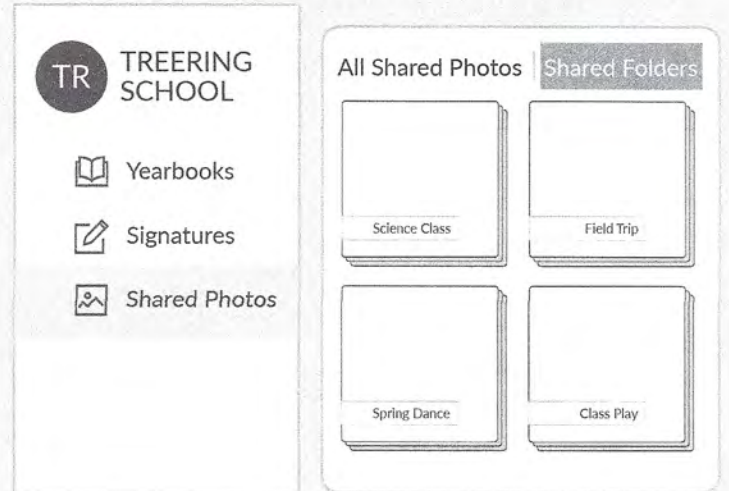 TR
TREERING
SCHOOL
Yearbooks
Signatures
Shared Photos
All Shared Photos
Shared Folders
Science Class
Field Trip
Spring Dance
Class Play